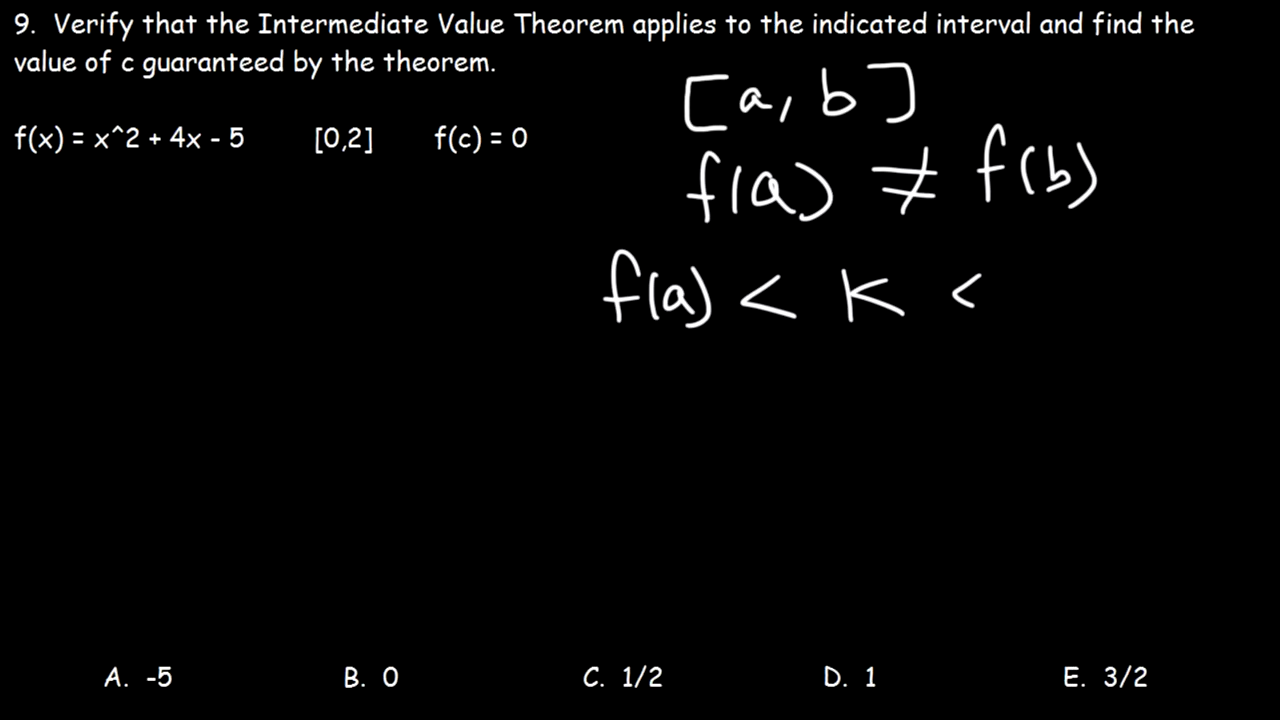 9. Verify that the Intermediate Value Theorem applies to the indicated interval and find the
value of c guaranteed by the theorem.
f(x) = x^2 + 4x - 5 [0,2] f(c) = 0
[a, b]
f(a) ≠ f(b)
f(a) < K <
A. -5 B. 0 C. 1/2 D. 1 E. 3/2